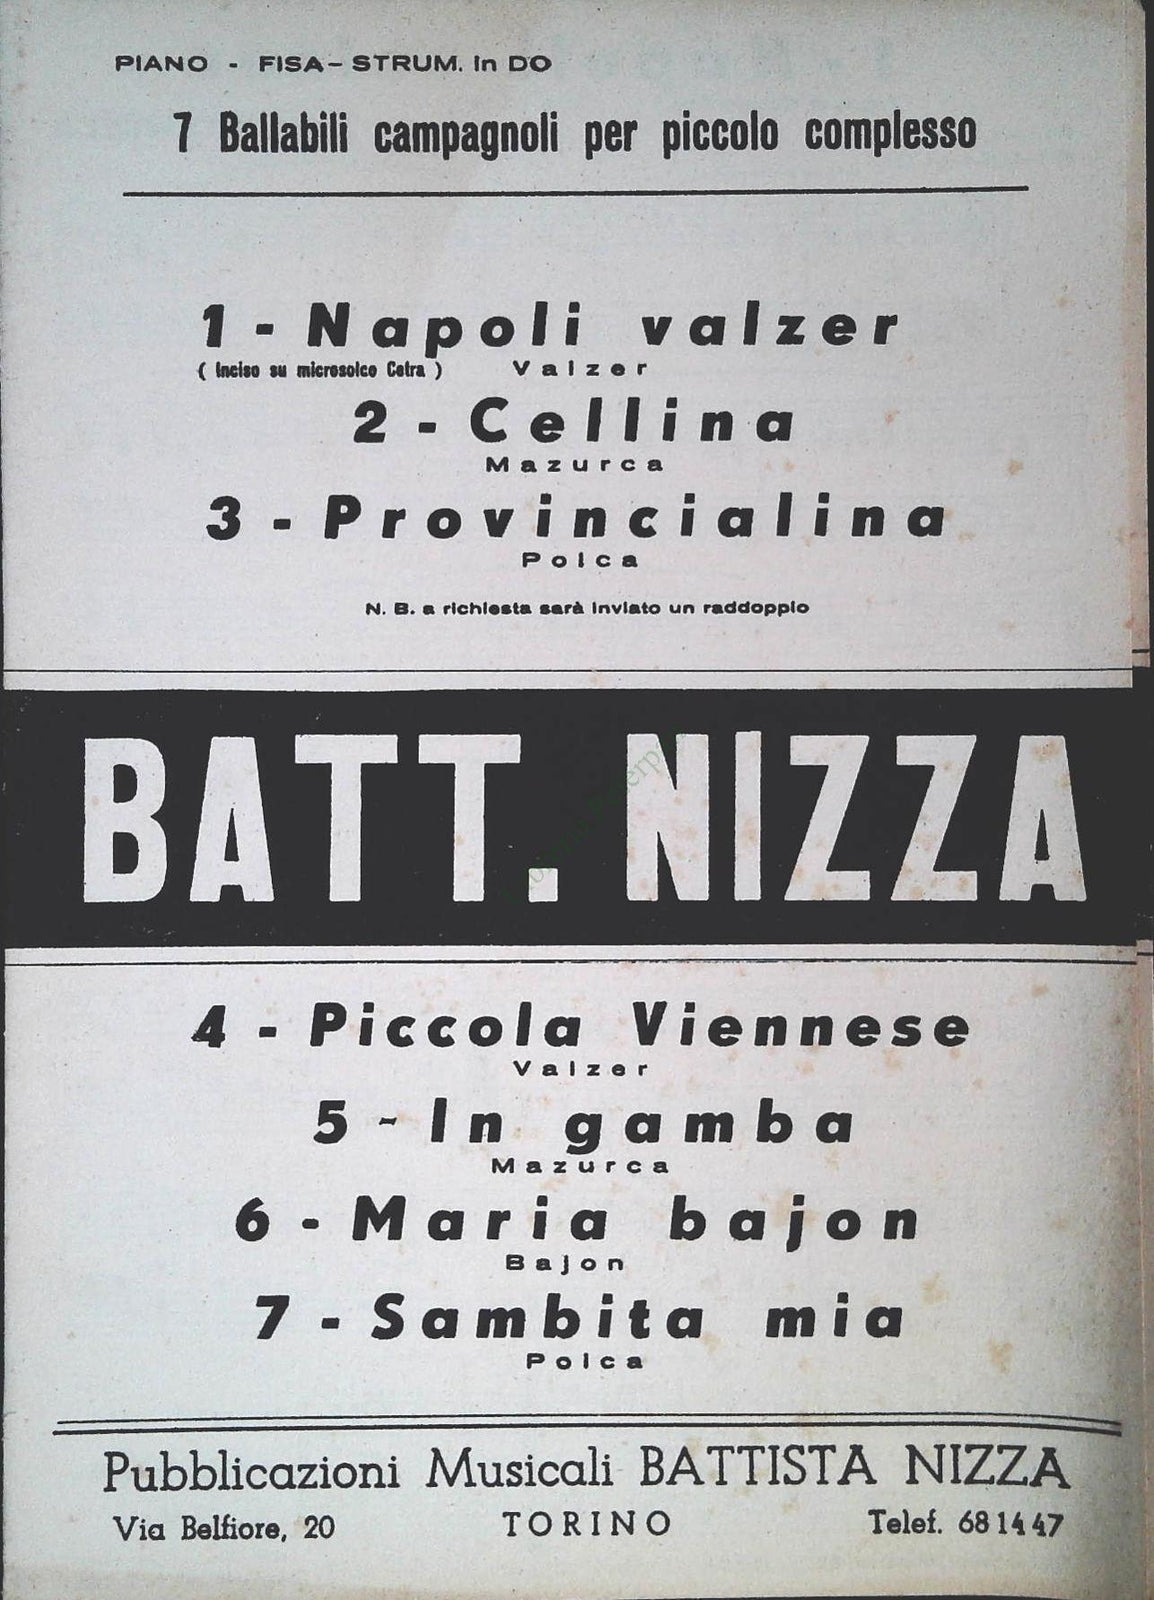 PIANO - FISA - STRUM. In DO
7 Ballabili campagnoli per piccolo complesso
1 - Napoli valzer
( Inciso su microsolco Cetra ) Valzer
2 - Cellina
Mazurca
3 - Provincialina
Polca
N. B. a richiesta sarà inviato un raddoppio
BATT. NIZZA
4 - Piccola Viennese
Valzer
5 - In gamba
Mazurca
6 - Maria bajon
Bajon
7 - Sambita mia
Polca
Pubblicazioni Musicali BATTISTA NIZZA
Via Belfiore, 20 TORINO Telef. 681447